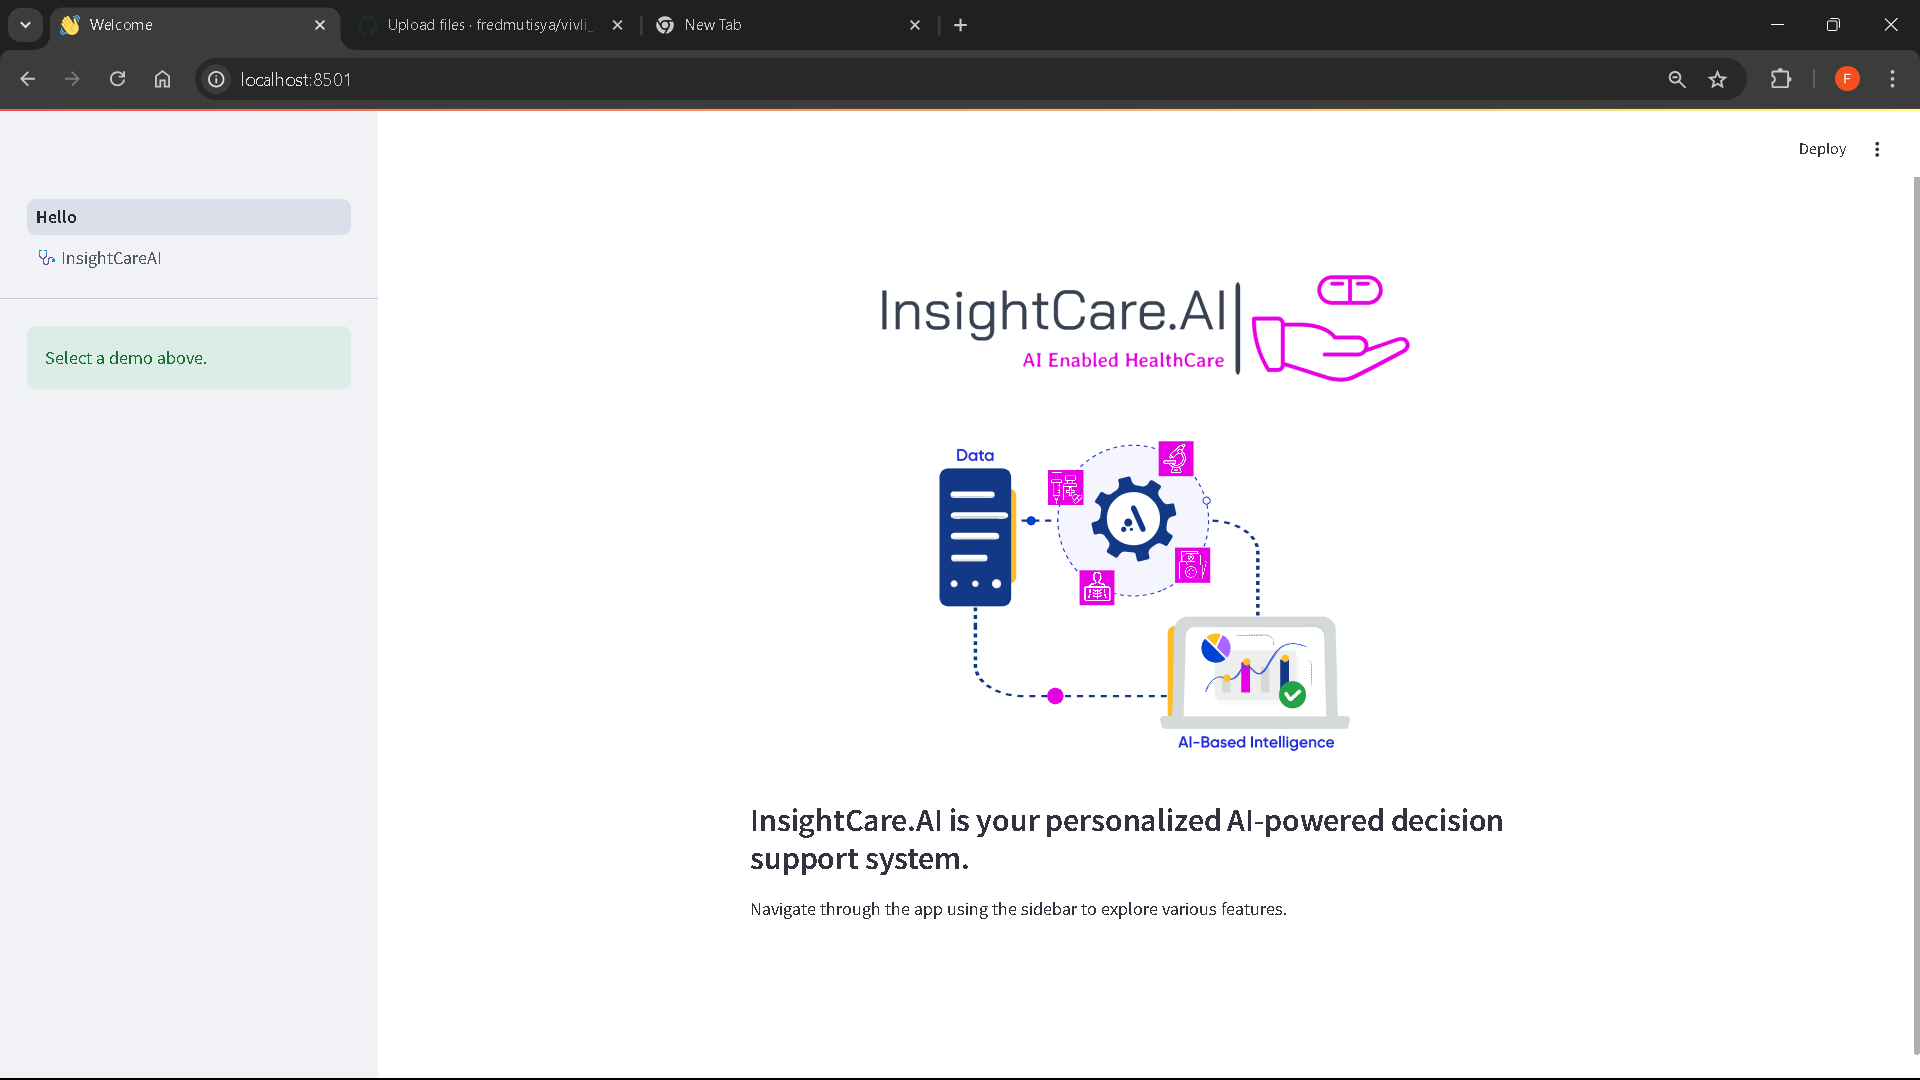 Welcome
Upload files · fredmutisya/vivli_
New Tab
localhost:8501
F
Deploy
Hello
InsightCareAI
Select a demo above.
InsightCare.AI
AI Enabled HealthCare
Data
AI-Based Intelligence
InsightCare.AI is your personalized AI-powered decision
support system.
Navigate through the app using the sidebar to explore various features.